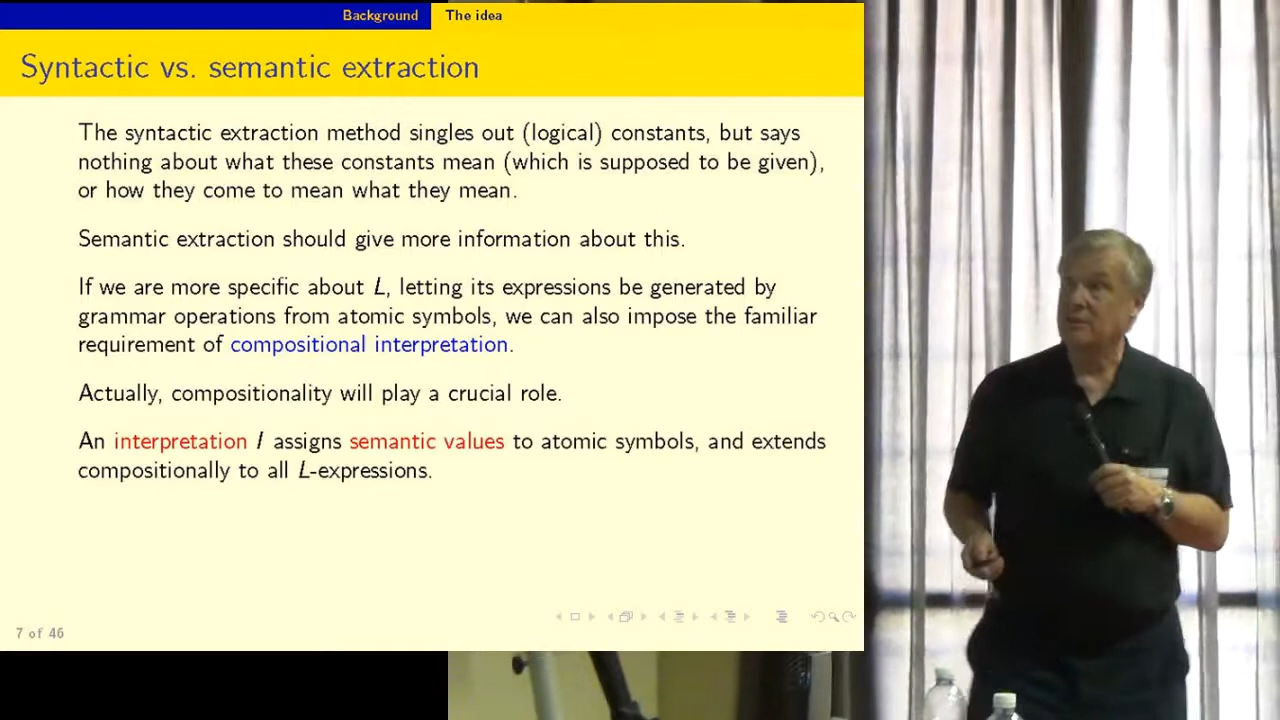 Background
The idea
Syntactic vs. semantic extraction
The syntactic extraction method singles out (logical) constants, but says
nothing about what these constants mean (which is supposed to be given),
or how they come to mean what they mean.
Semantic extraction should give more information about this.
If we are more specific about L, letting its expressions be generated by
grammar operations from atomic symbols, we can also impose the familiar
requirement of compositional interpretation.
Actually, compositionality will play a crucial role.
An interpretation I assigns semantic values to atomic symbols, and extends
compositionally to all L-expressions.
7 of 46